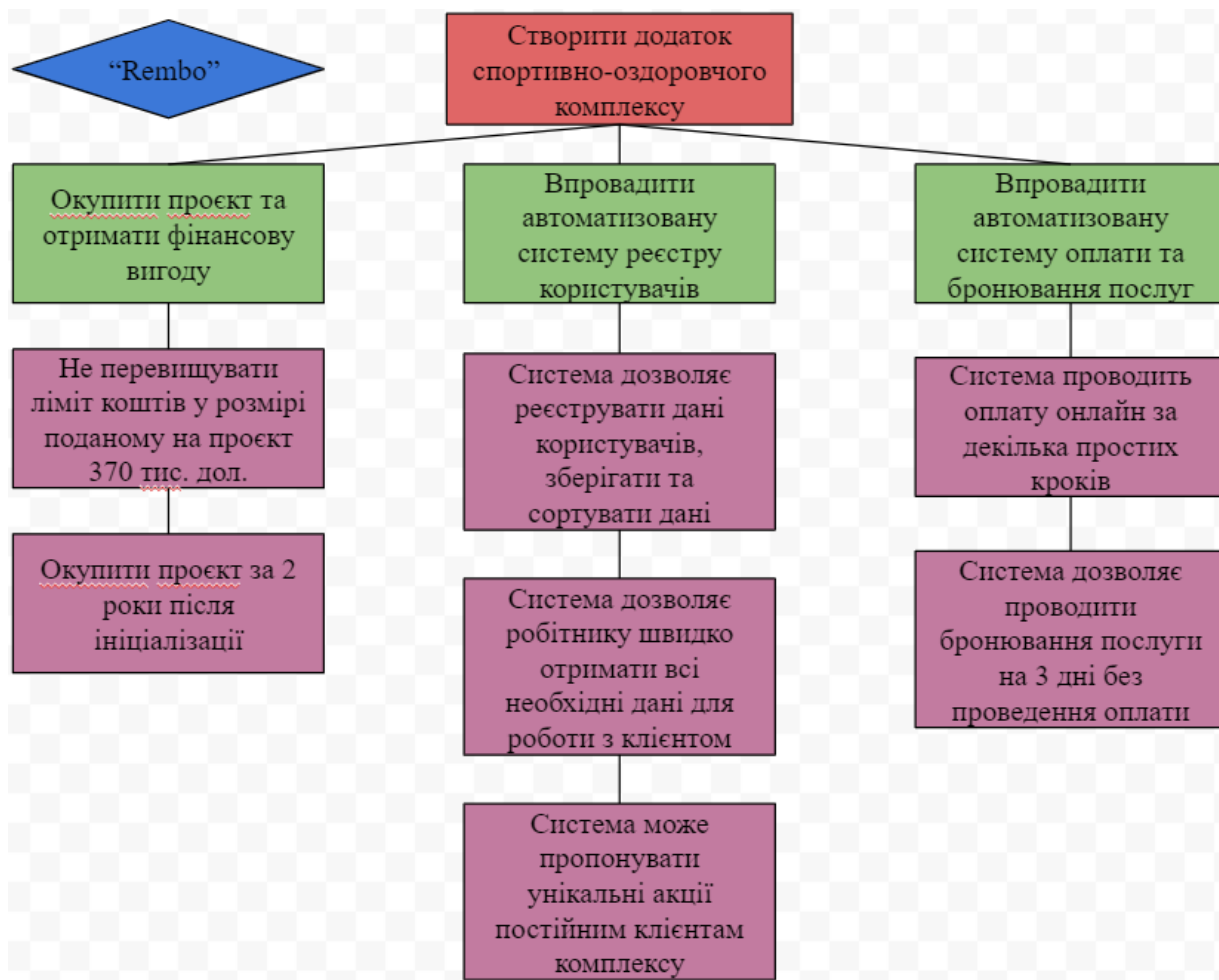 “Rembo”
Створити додаток
спортивно-оздоровчого
комплексу
Окупити проєкт та
отримати фінансову
вигоду
Не перевищувати
ліміт коштів у розмірі
поданому на проєкт
370 тис. дол.
Окупити проєкт за 2
роки після
ініціалізації
Впровадити
автоматизовану
систему реєстру
користувачів
Система дозволяє
реєструвати дані
користувачів,
зберігати та
сортувати дані
Система дозволяє
робітнику швидко
отримати всі
необхідні дані для
роботи з клієнтом
Система може
пропонувати
унікальні акції
постійним клієнтам
комплексу
Впровадити
автоматизовану
систему оплати та
бронювання послуг
Система проводить
оплату онлайн за
декілька простих
кроків
Система дозволяє
проводити
бронювання послуги
на 3 дні без
проведення оплати